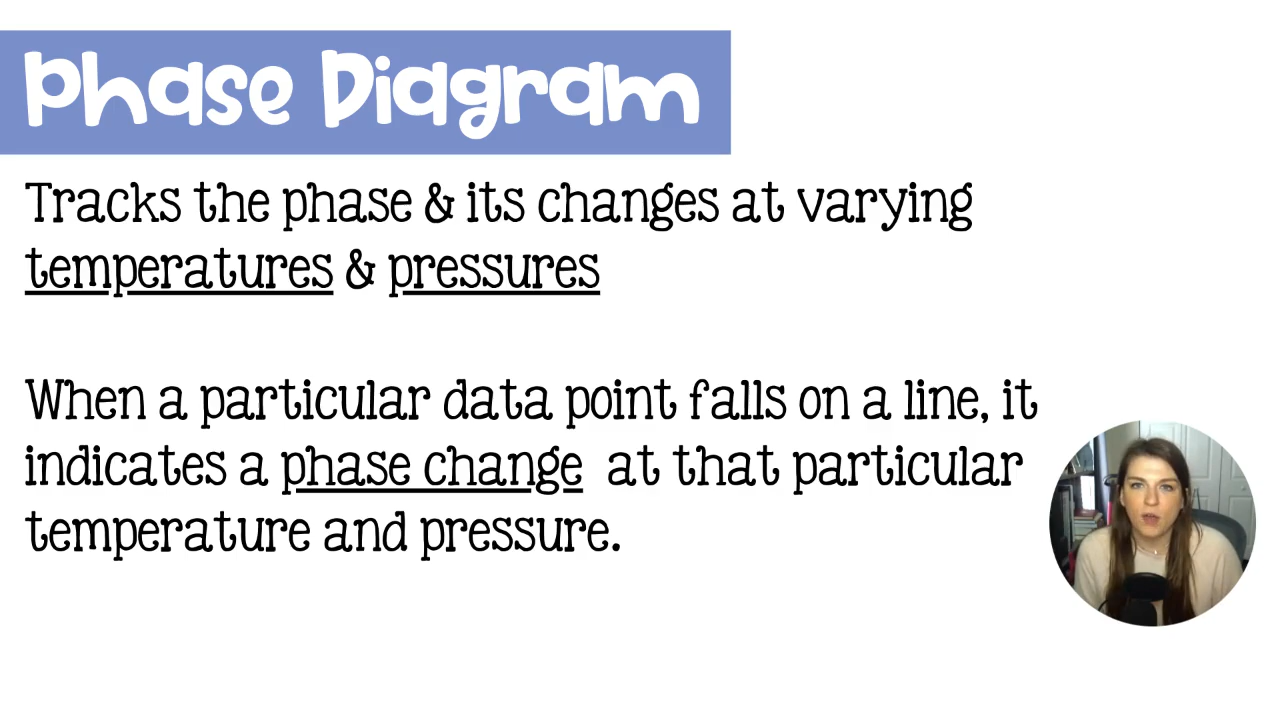 Phase Diagram
Tracks the phase & its changes at varying
temperatures & pressures
When a particular data point falls on a line, it
indicates a phase change at that particular
temperature and pressure.